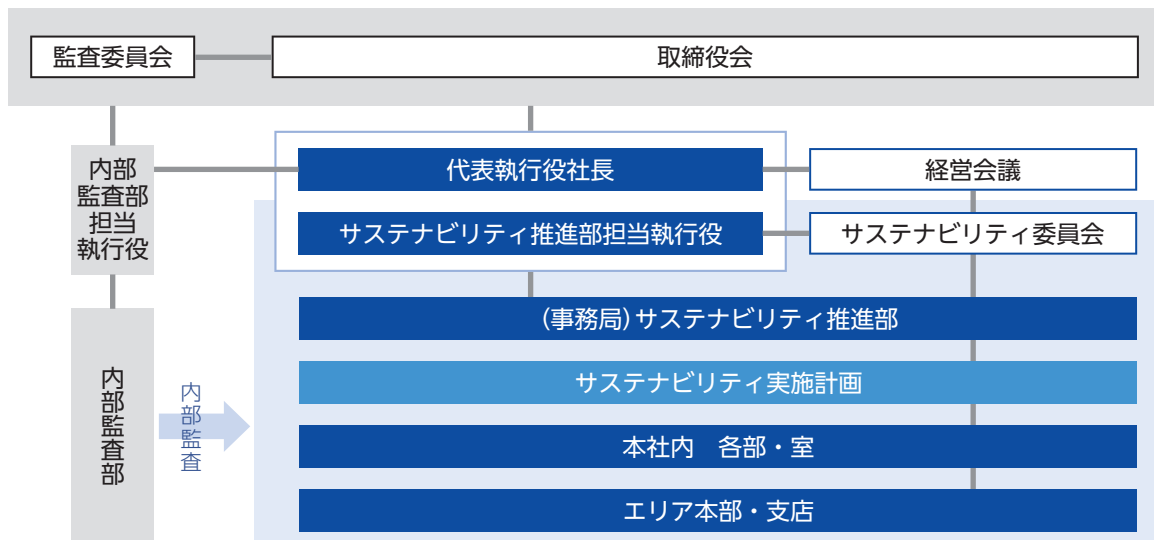 監査委員会
取締役会
内部
監査部
担当
執行役
代表執行役社長
経営会議
サステナビリティ推進部担当執行役
サステナビリティ委員会
(事務局)サステナビリティ推進部
内部監査部
内部監査
サステナビリティ実施計画
本社内　各部・室
エリア本部・支店